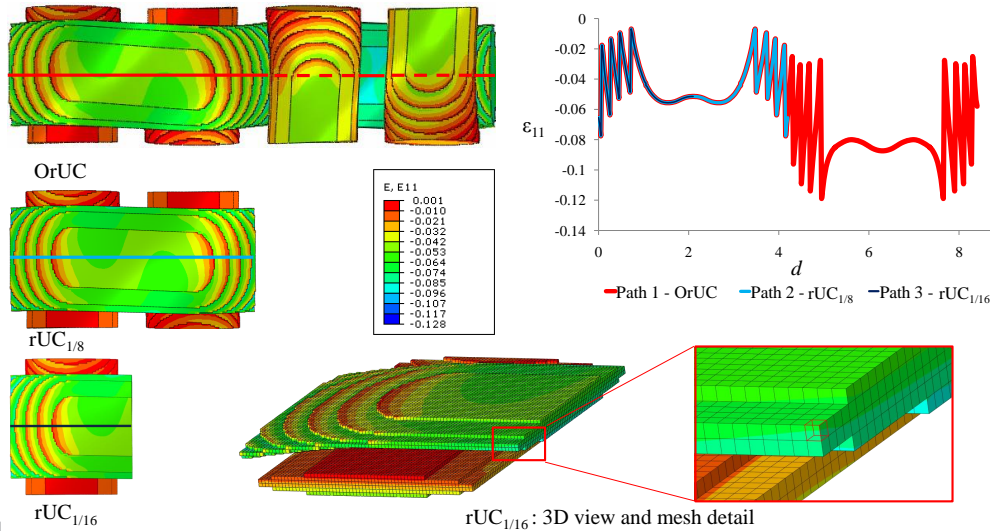 OrUC
rUC1/8
rUC1/16
E, E11
0.001
-0.010
-0.021
-0.032
-0.042
-0.053
-0.064
-0.074
-0.085
-0.096
-0.107
-0.117
-0.128
0
-0.02
-0.04
-0.06
-0.08
-0.1
-0.12
-0.14
ε11
0 2 4 6 8
d
Path 1 - OrUC Path 2 - rUC1/8 Path 3 - rUC1/16
rUC1/16: 3D view and mesh detail